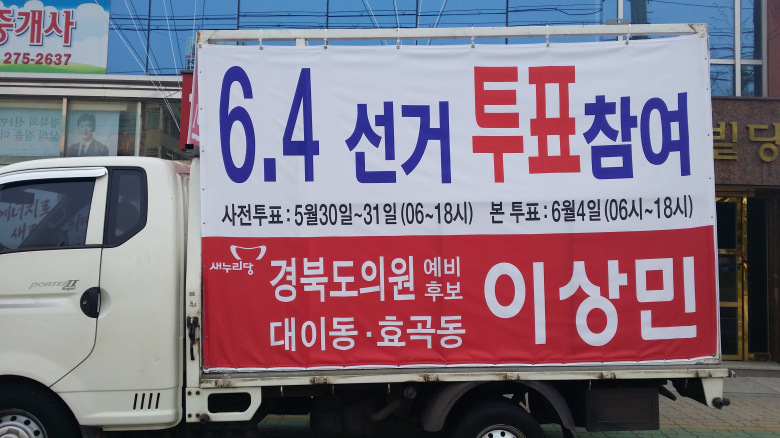 중개사
275-2637
6.4 선거 투표참여
사전투표 : 5월30일~31일 (06~18시) 본 투표 : 6월4일 (06시~18시)
새누리당
경북도의원 예비후보 이상민
대이동·효곡동
PORTER II
빌딩